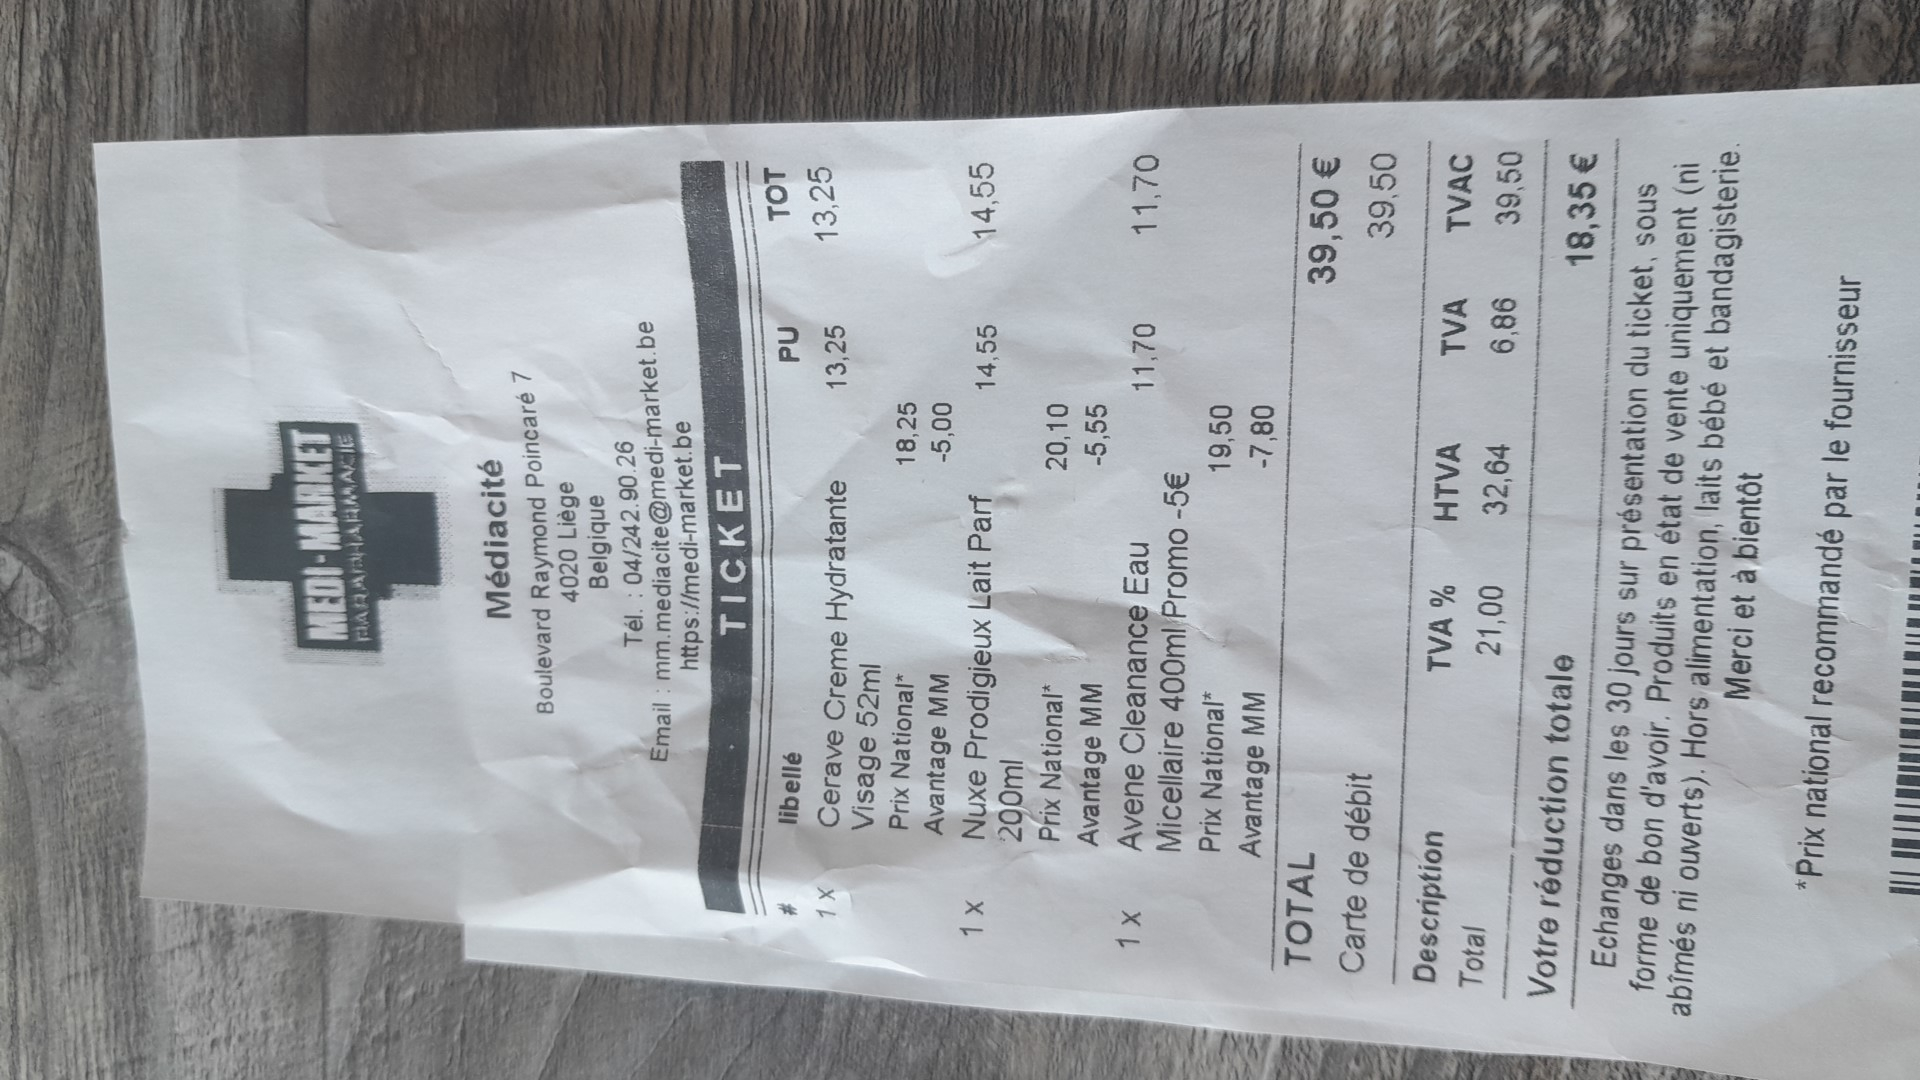 MEDI-MARKET
PARAPHARMACIE
Médiacité
Boulevard Raymond Poincaré 7
4020 Liège
Belgique
Tél. : 04/242.90.26
Email : mm.mediacite@medi-market.be
https://medi-market.be
TICKET
# libellé PU TOT
1 x Cerave Creme Hydratante 13,25 13,25
Visage 52ml
Prix National* 18,25
Avantage MM -5,00
1 x Nuxe Prodigieux Lait Parf 14,55 14,55
200ml
Prix National* 20,10
Avantage MM -5,55
1 x Avene Cleanance Eau 11,70 11,70
Micellaire 400ml Promo -5€
Prix National* 19,50
Avantage MM -7,80
TOTAL 39,50 €
Carte de débit 39,50
Description TVA % HTVA TVA TVAC
Total 21,00 32,64 6,86 39,50
Votre réduction totale 18,35 €
Echanges dans les 30 jours sur présentation du ticket, sous
forme de bon d'avoir. Produits en état de vente uniquement (ni
abîmés ni ouverts). Hors alimentation, laits bébé et bandagisterie.
Merci et à bientôt
*Prix national recommandé par le fournisseur